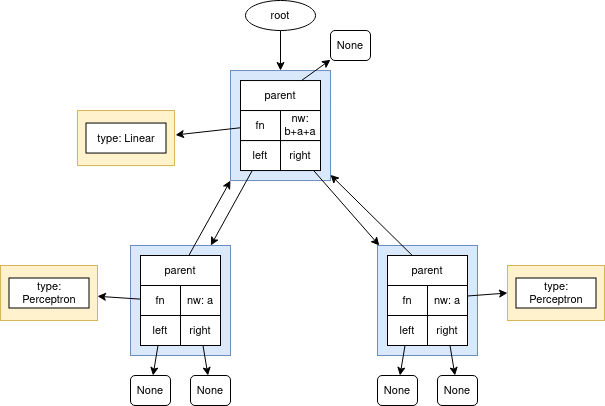 root
None
parent
fn
nw:
b+a+a
type: Linear
left
right
parent
parent
type:
Perceptron
fn
nw: a
fn
nw: a
type:
Perceptron
left
right
left
right
None
None
None
None